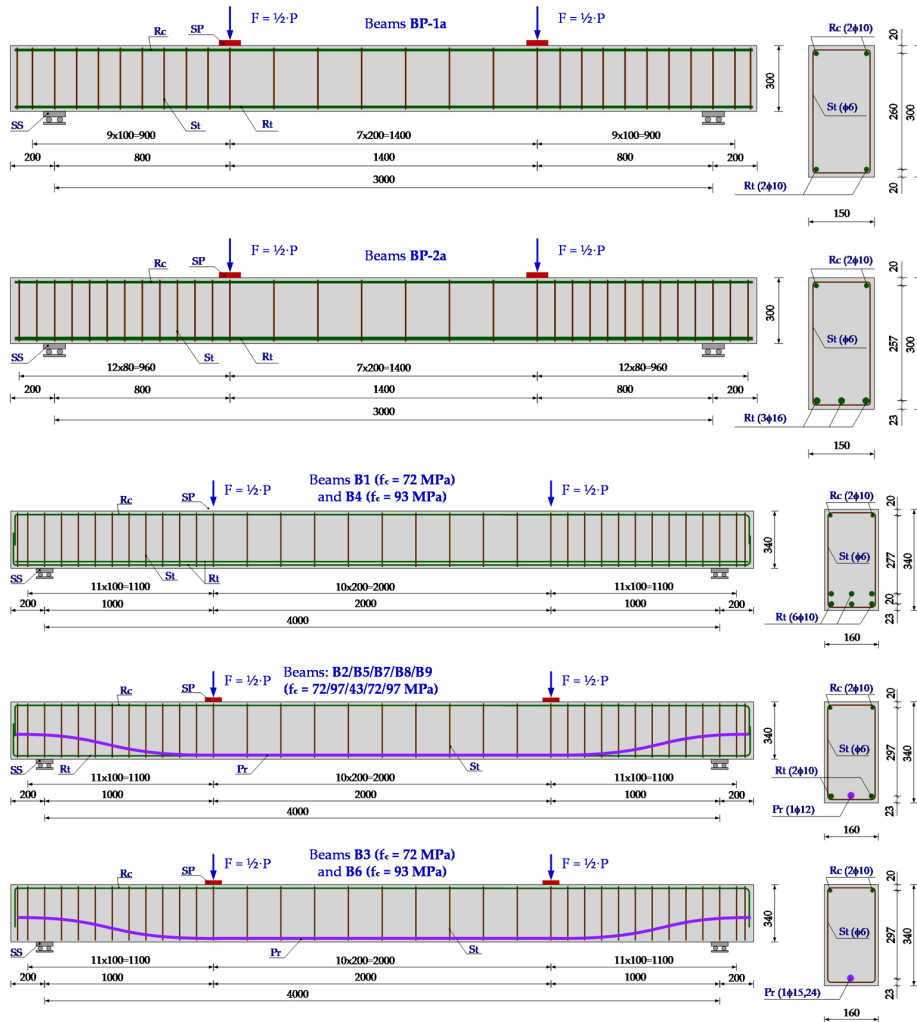 Rc SP F = ½·P Beams BP-1a F = ½·P
Rc (2ϕ10)
20
St (ϕ6)
260
300
300
SS St Rt
9x100=900 7x200=1400 9x100=900
200 800 1400 800 200
3000
Rt (2ϕ10)
20
150
Rc SP F = ½·P Beams BP-2a F = ½·P
Rc (2ϕ10)
20
St (ϕ6)
257
300
300
SS St Rt
12x80=960 7x200=1400 12x80=960
200 800 1400 800 200
3000
Rt (3ϕ16)
23
150
Beams B1 (fc = 72 MPa)
and B4 (fc = 93 MPa)
Rc SP F = ½·P F = ½·P
Rc (2ϕ10)
20
St (ϕ6)
277
340
340
SS St Rt
11x100=1100 10x200=2000 11x100=1100
200 1000 2000 1000 200
4000
20
Rt (6ϕ10)
23
160
Beams: B2/B5/B7/B8/B9
(fc = 72/97/43/72/97 MPa)
Rc SP F = ½·P F = ½·P
Rc (2ϕ10)
20
St (ϕ6)
297
340
340
SS Rt Pr St
11x100=1100 10x200=2000 11x100=1100
200 1000 2000 1000 200
4000
Rt (2ϕ10)
Pr (1ϕ12)
23
160
Beams B3 (fc = 72 MPa)
and B6 (fc = 93 MPa)
Rc SP F = ½·P F = ½·P
Rc (2ϕ10)
20
St (ϕ6)
297
340
340
SS Pr St
11x100=1100 10x200=2000 11x100=1100
200 1000 2000 1000 200
4000
Pr (1ϕ15,24)
23
160